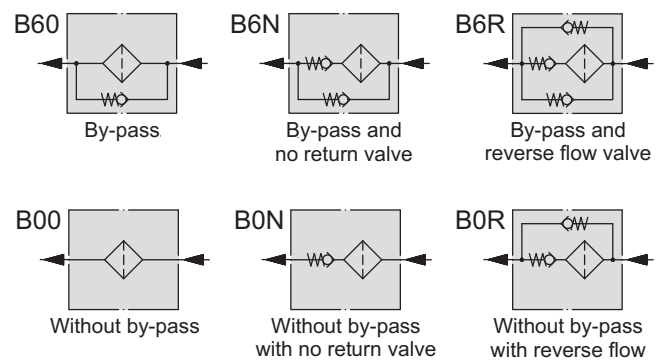 B60
B6N
B6R
By-pass
By-pass and
no return valve
By-pass and
reverse flow valve
B00
B0N
B0R
Without by-pass
Without by-pass
with no return valve
Without by-pass
with reverse flow